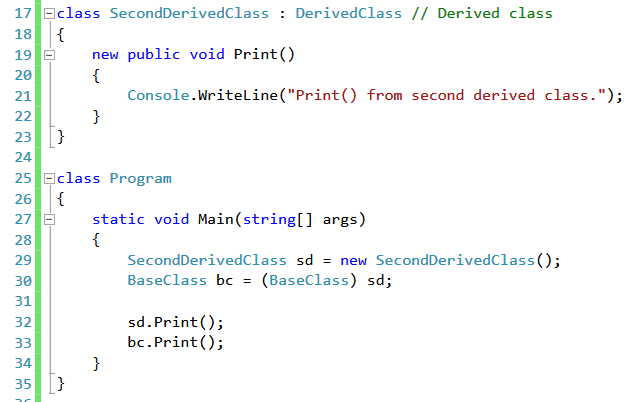 17 class SecondDerivedClass : DerivedClass // Derived class
18 {
19     new public void Print()
20     {
21         Console.WriteLine("Print() from second derived class.");
22     }
23 }
24
25 class Program
26 {
27     static void Main(string[] args)
28     {
29         SecondDerivedClass sd = new SecondDerivedClass();
30         BaseClass bc = (BaseClass) sd;
31
32         sd.Print();
33         bc.Print();
34     }
35 }